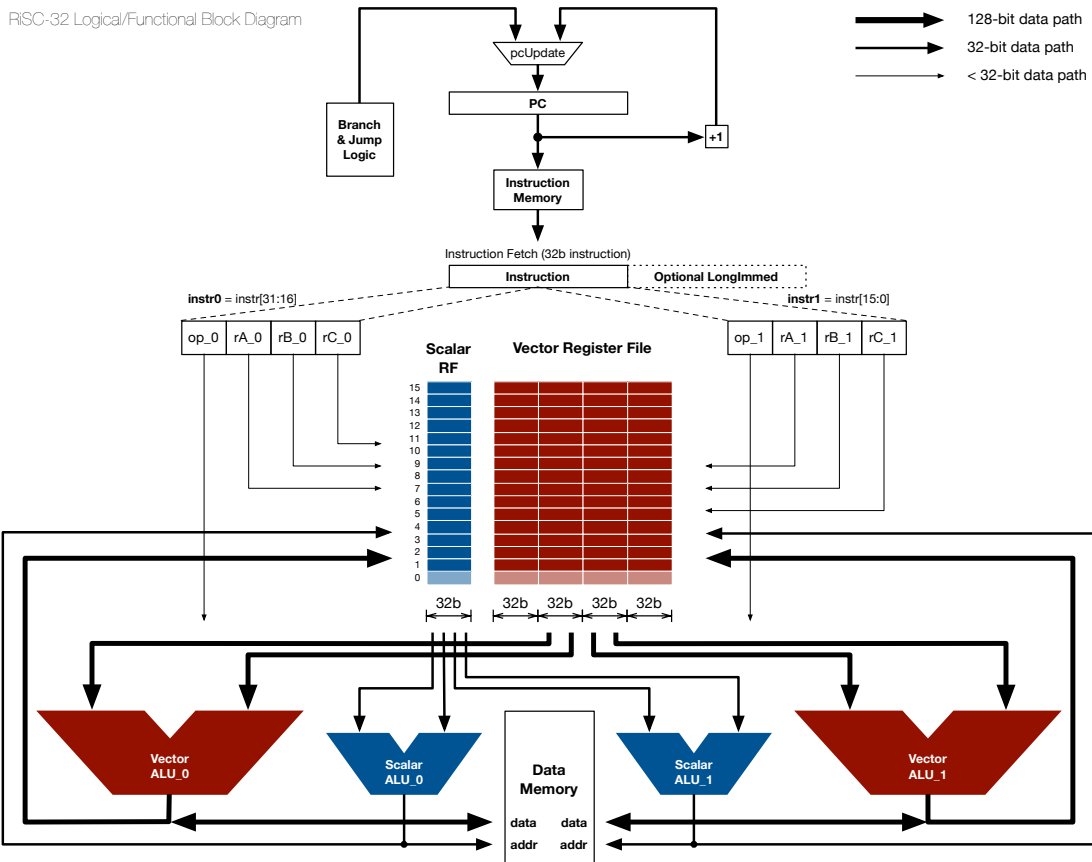 RiSC-32 Logical/Functional Block Diagram
128-bit data path
32-bit data path
< 32-bit data path
pcUpdate
PC
Branch
& Jump
Logic
+1
Instruction
Memory
Instruction Fetch (32b instruction)
Instruction
Optional LongImmed
instr0 = instr[31:16]
instr1 = instr[15:0]
op_0 rA_0 rB_0 rC_0
op_1 rA_1 rB_1 rC_1
Scalar
RF
Vector Register File
15
14
13
12
11
10
9
8
7
6
5
4
3
2
1
0
32b 32b 32b 32b 32b
Vector
ALU_0
Scalar
ALU_0
Data
Memory
data data
addr addr
Scalar
ALU_1
Vector
ALU_1